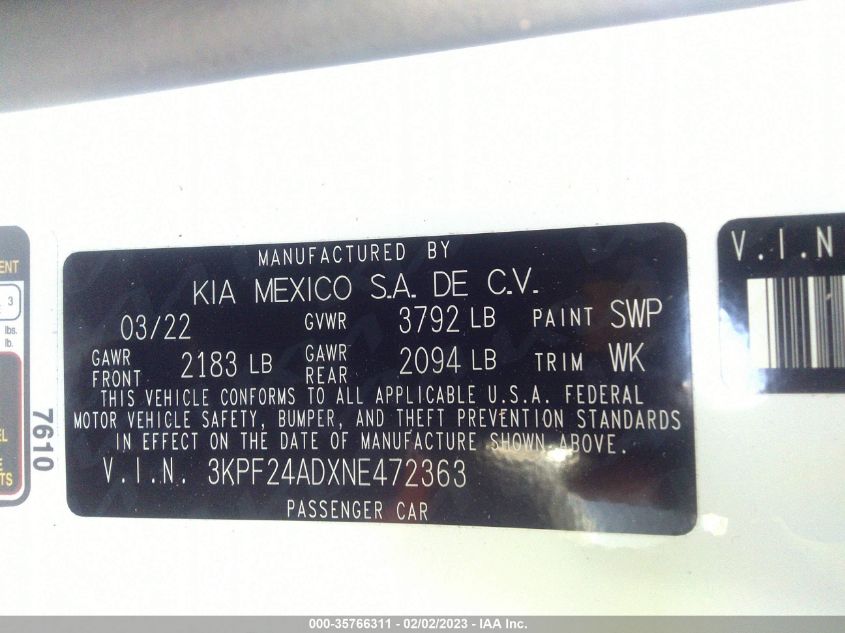 MANUFACTURED BY
KIA MEXICO S.A. DE C.V.
03/22 GVWR 3792 LB PAINT SWP
GAWR FRONT 2183 LB GAWR REAR 2094 LB TRIM WK
THIS VEHICLE CONFORMS TO ALL APPLICABLE U.S.A. FEDERAL
MOTOR VEHICLE SAFETY, BUMPER, AND THEFT PREVENTION STANDARDS
IN EFFECT ON THE DATE OF MANUFACTURE SHOWN ABOVE.
V.I.N. 3KPF24ADXNE472363
PASSENGER CAR
7610
V.I.N
3
lbs.
lb.
000-35766311 - 02/02/2023 - IAA Inc.